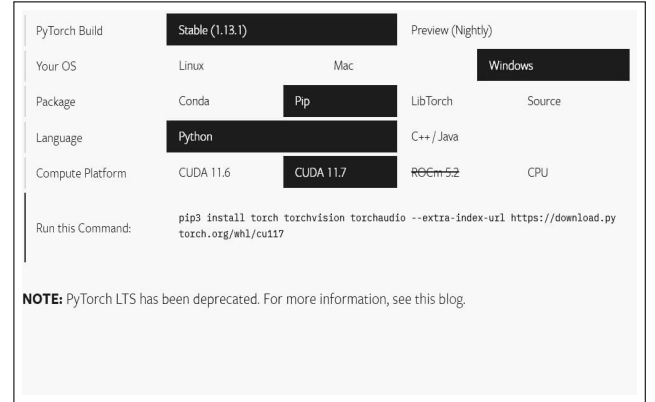 PyTorch Build Stable (1.13.1) Preview (Nightly)
Your OS Linux Mac Windows
Package Conda Pip LibTorch Source
Language Python C++ / Java
Compute Platform CUDA 11.6 CUDA 11.7 ROCm 5.2 CPU
Run this Command: pip3 install torch torchvision torchaudio --extra-index-url https://download.py
torch.org/whl/cu117
NOTE: PyTorch LTS has been deprecated. For more information, see this blog.